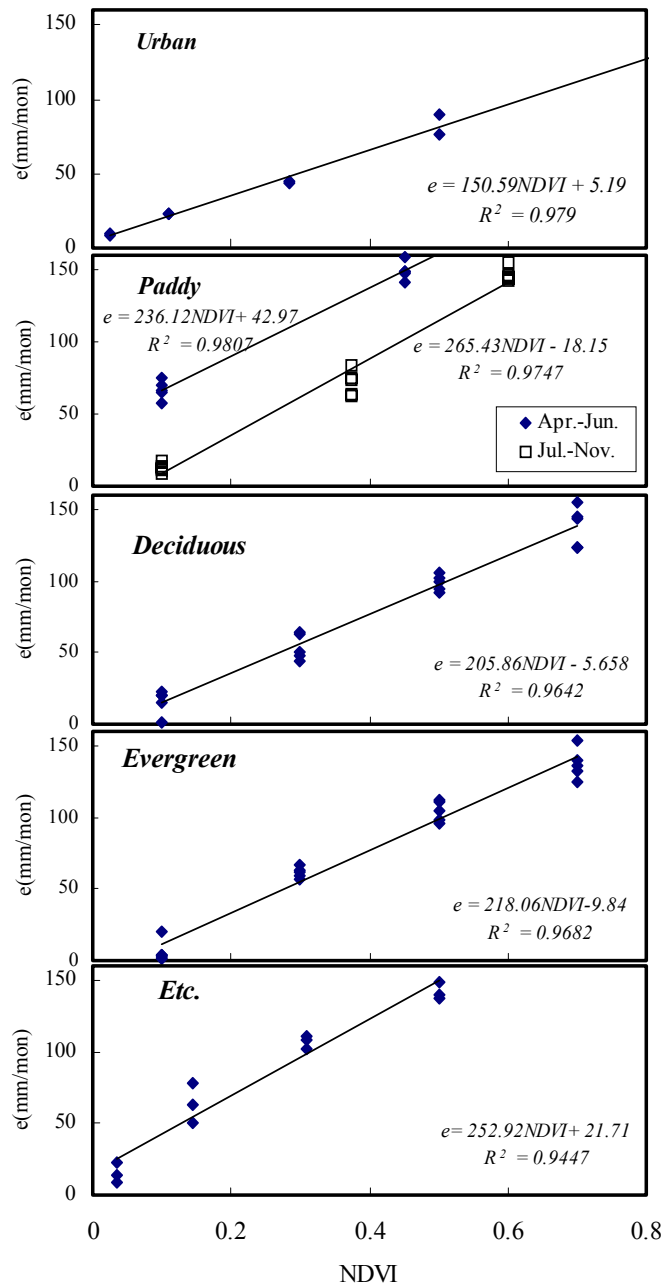 150
Urban
100
e(mm/mon)
50
e = 150.59NDVI + 5.19
R² = 0.979
0
150
Paddy
e = 236.12NDVI + 42.97
R² = 0.9807
100
e(mm/mon)
e = 265.43NDVI - 18.15
R² = 0.9747
50
Apr.-Jun.
Jul.-Nov.
0
150
Deciduous
100
e(mm/mon)
50
e = 205.86NDVI - 5.658
R² = 0.9642
0
150
Evergreen
100
e(mm/mon)
50
e = 218.06NDVI-9.84
R² = 0.9682
0
150
Etc.
100
e(mm/mon)
50
e= 252.92NDVI + 21.71
R² = 0.9447
0
0 0.2 0.4 0.6 0.8
NDVI